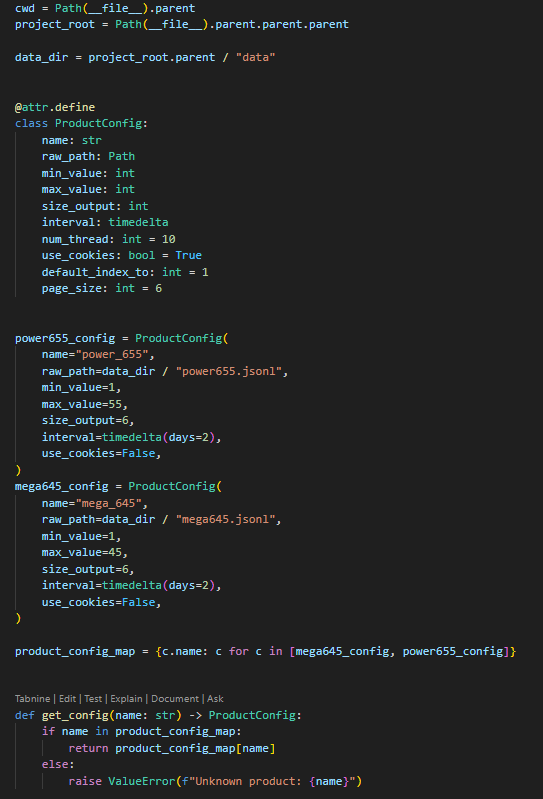 cwd = Path(__file__).parent
project_root = Path(__file__).parent.parent.parent
data_dir = project_root.parent / "data"
@attr.define
class ProductConfig:
    name: str
    raw_path: Path
    min_value: int
    max_value: int
    size_output: int
    interval: timedelta
    num_thread: int = 10
    use_cookies: bool = True
    default_index_to: int = 1
    page_size: int = 6
power655_config = ProductConfig(
    name="power_655",
    raw_path=data_dir / "power655.jsonl",
    min_value=1,
    max_value=55,
    size_output=6,
    interval=timedelta(days=2),
    use_cookies=False,
)
mega645_config = ProductConfig(
    name="mega_645",
    raw_path=data_dir / "mega645.jsonl",
    min_value=1,
    max_value=45,
    size_output=6,
    interval=timedelta(days=2),
    use_cookies=False,
)
product_config_map = {c.name: c for c in [mega645_config, power655_config]}
Tabnine | Edit | Test | Explain | Document | Ask
def get_config(name: str) -> ProductConfig:
    if name in product_config_map:
        return product_config_map[name]
    else:
        raise ValueError(f"Unknown product: {name}")